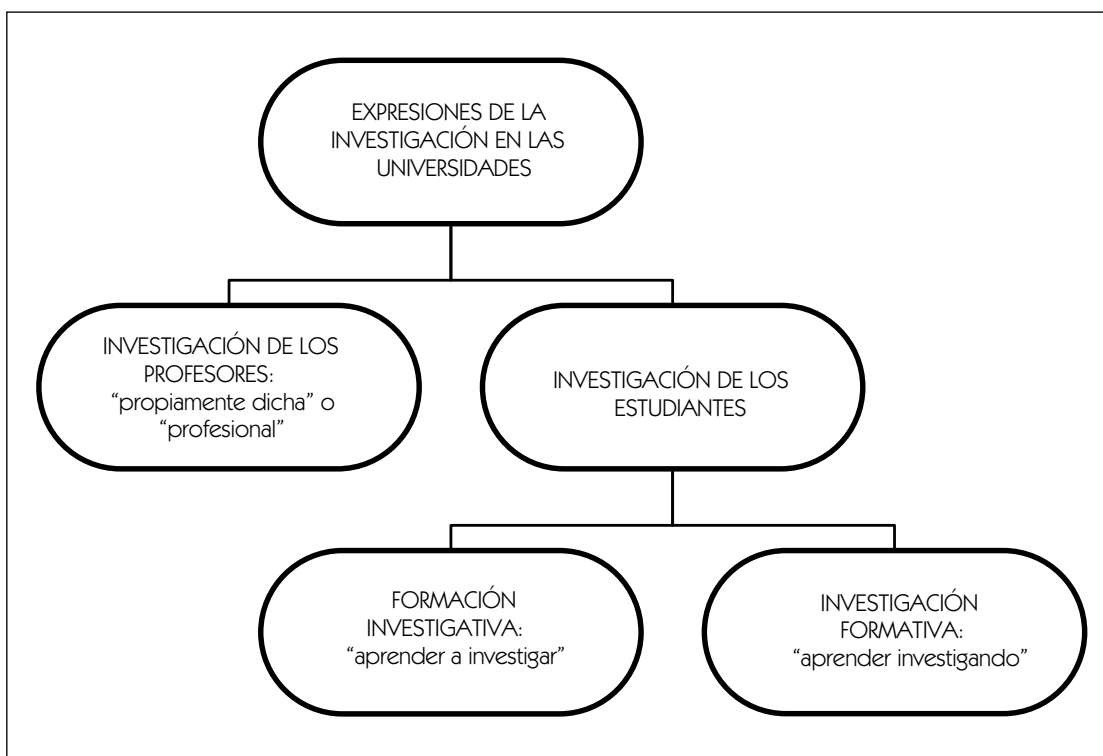 EXPRESIONES DE LA
INVESTIGACIÓN EN LAS
UNIVERSIDADES
INVESTIGACIÓN DE LOS
PROFESORES:
“propiamente dicha” o
“profesional”
INVESTIGACIÓN DE LOS
ESTUDIANTES
FORMACIÓN
INVESTIGATIVA:
“aprender a investigar”
INVESTIGACIÓN
FORMATIVA:
“aprender investigando”